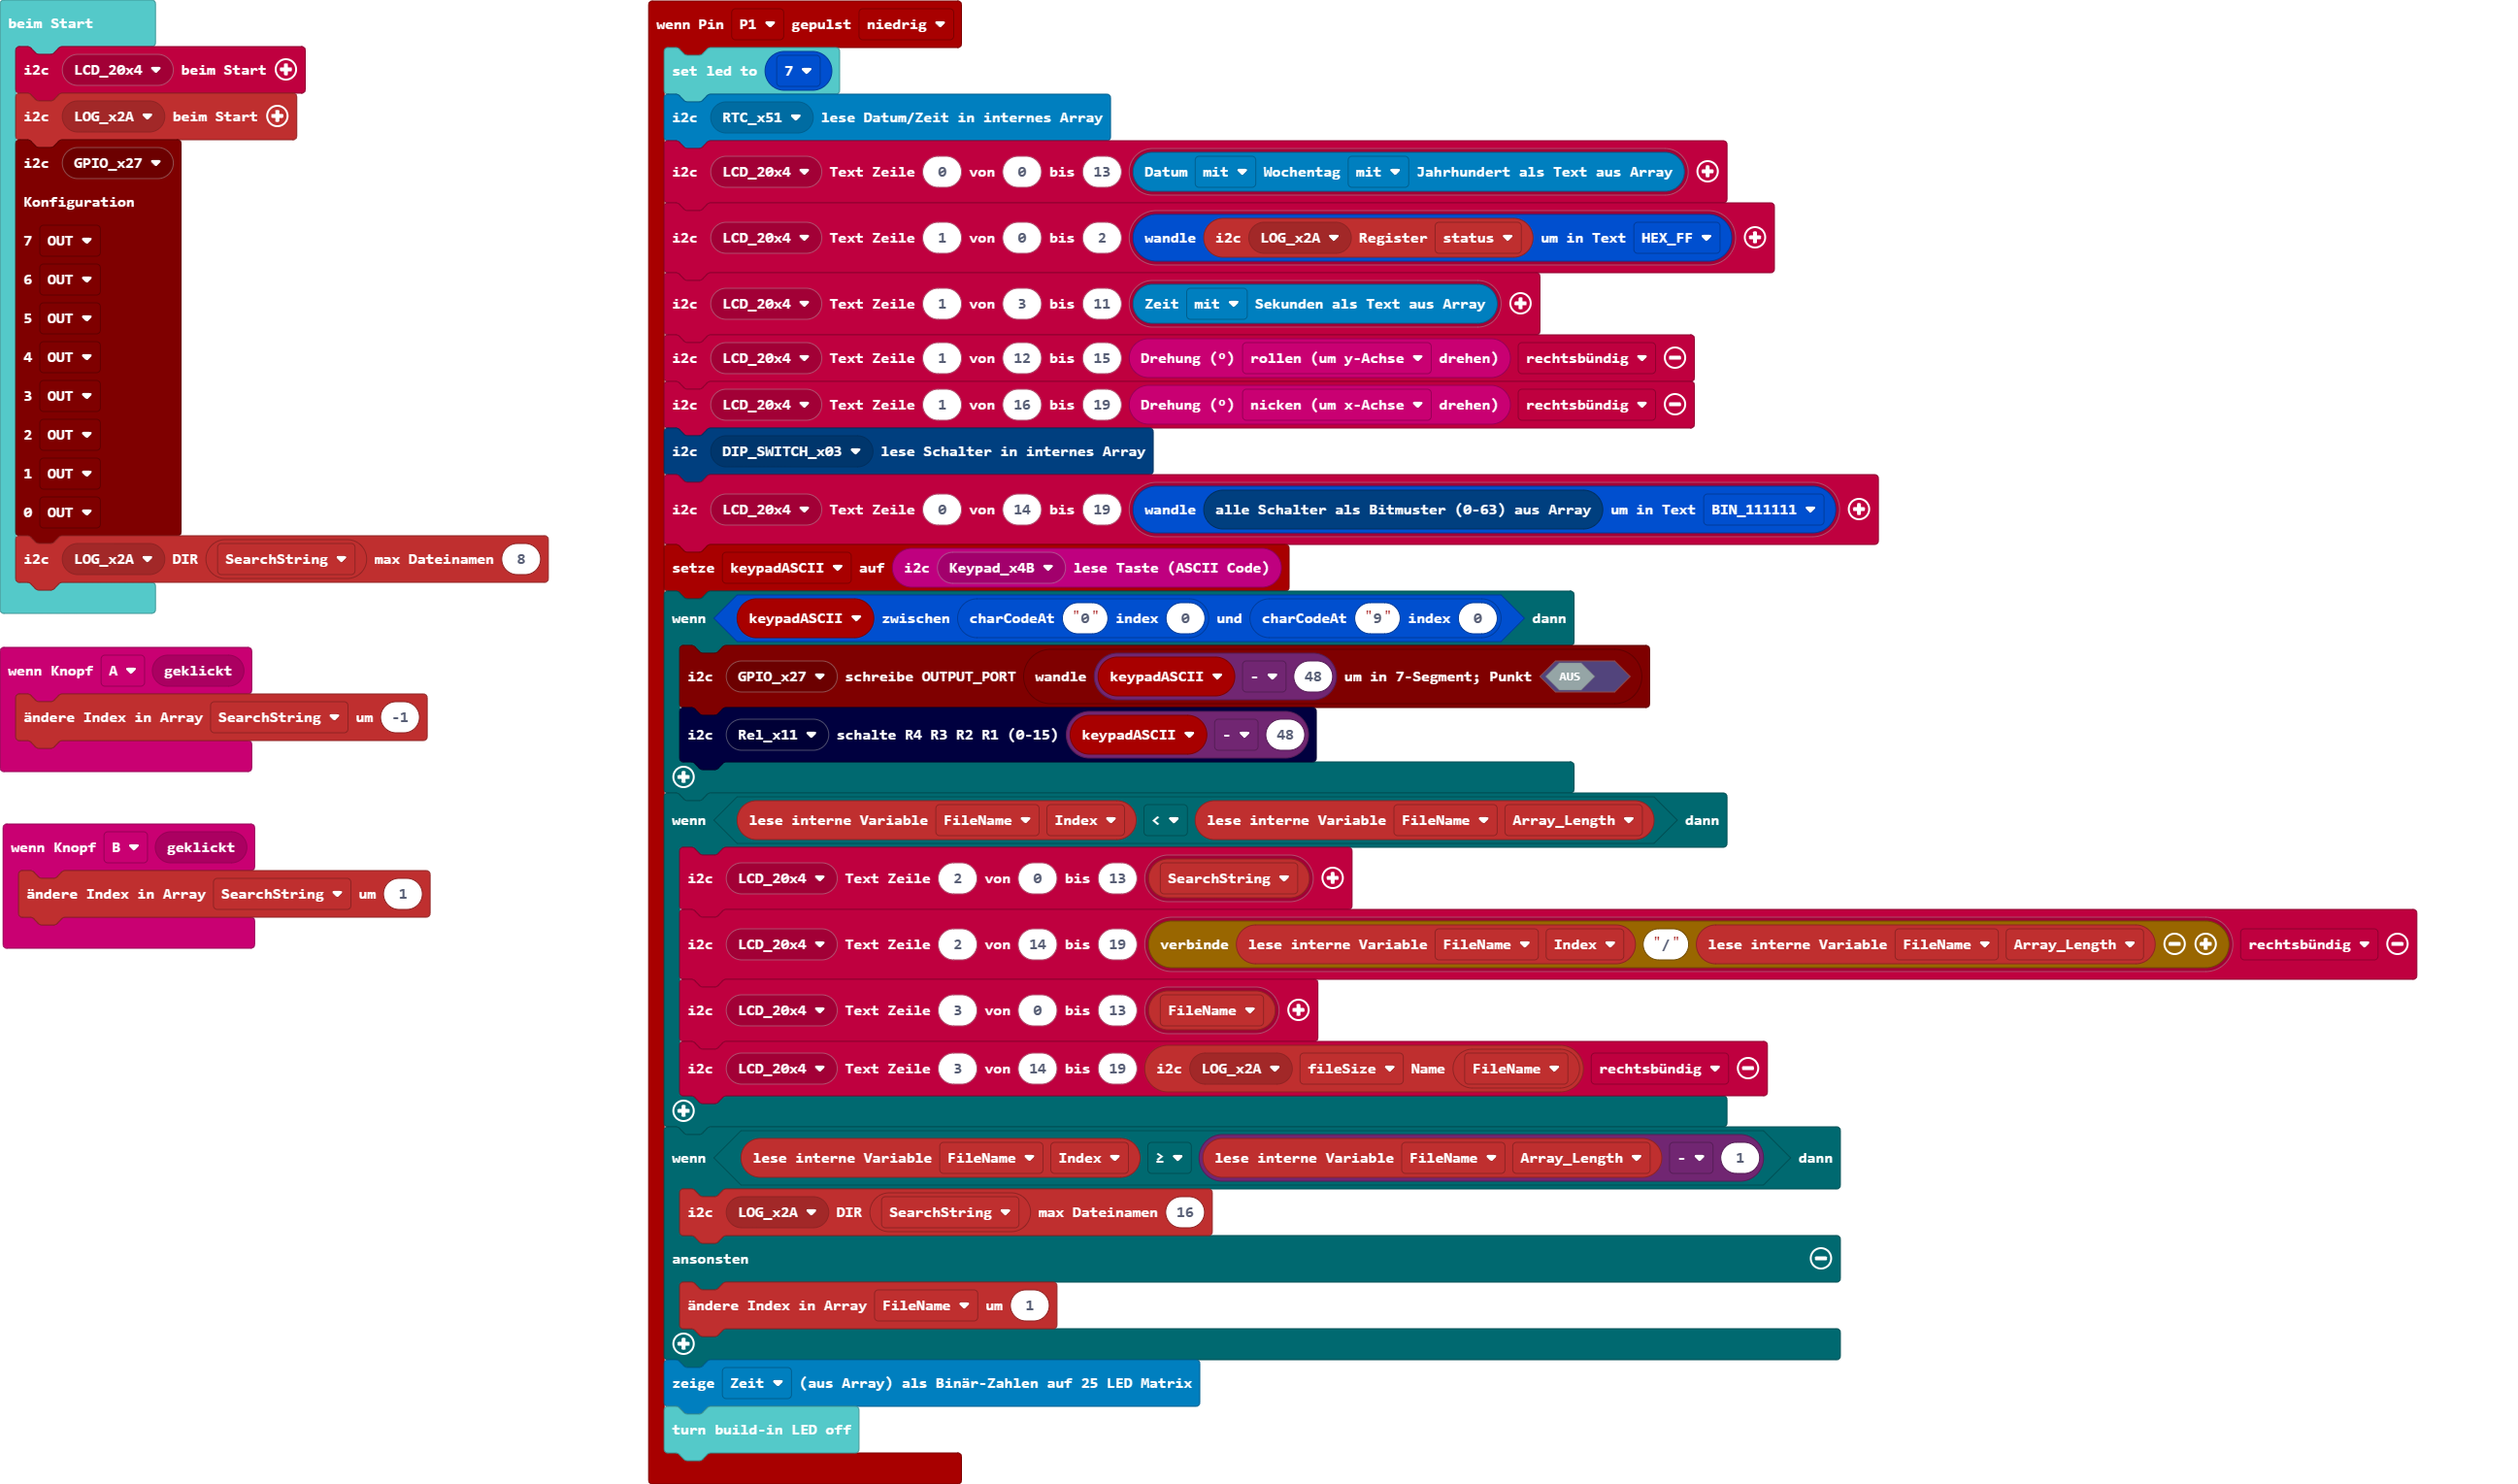 beim Start
i2c LCD_20x4 beim Start
i2c LOG_x2A beim Start
i2c GPIO_x27
Konfiguration
7 OUT
6 OUT
5 OUT
4 OUT
3 OUT
2 OUT
1 OUT
0 OUT
i2c LOG_x2A DIR SearchString max Dateinamen 8
wenn Knopf A geklickt
ändere Index in Array SearchString um -1
wenn Knopf B geklickt
ändere Index in Array SearchString um 1
wenn Pin P1 gepulst niedrig
set led to 7
i2c RTC_x51 lese Datum/Zeit in internes Array
i2c LCD_20x4 Text Zeile 0 von 0 bis 13 Datum mit Wochentag mit Jahrhundert als Text aus Array
i2c LCD_20x4 Text Zeile 1 von 0 bis 2 wandle i2c LOG_x2A Register status um in Text HEX_FF
i2c LCD_20x4 Text Zeile 1 von 3 bis 11 Zeit mit Sekunden als Text aus Array
i2c LCD_20x4 Text Zeile 1 von 12 bis 15 Drehung (º) rollen (um y-Achse drehen) rechtsbündig
i2c LCD_20x4 Text Zeile 1 von 16 bis 19 Drehung (º) nicken (um x-Achse drehen) rechtsbündig
i2c DIP_SWITCH_x03 lese Schalter in internes Array
i2c LCD_20x4 Text Zeile 0 von 14 bis 19 wandle alle Schalter als Bitmuster (0-63) aus Array um in Text BIN_111111
setze keypadASCII auf i2c Keypad_x4B lese Taste (ASCII Code)
wenn keypadASCII zwischen charCodeAt "0" index 0 und charCodeAt "9" index 0 dann
i2c GPIO_x27 schreibe OUTPUT_PORT wandle keypadASCII - 48 um in 7-Segment; Punkt AUS
i2c Rel_x11 schalte R4 R3 R2 R1 (0-15) keypadASCII - 48
wenn lese interne Variable FileName Index < lese interne Variable FileName Array_Length dann
i2c LCD_20x4 Text Zeile 2 von 0 bis 13 SearchString
i2c LCD_20x4 Text Zeile 2 von 14 bis 19 verbinde lese interne Variable FileName Index "/" lese interne Variable FileName Array_Length rechtsbündig
i2c LCD_20x4 Text Zeile 3 von 0 bis 13 FileName
i2c LCD_20x4 Text Zeile 3 von 14 bis 19 i2c LOG_x2A fileSize Name FileName rechtsbündig
wenn lese interne Variable FileName Index ≥ lese interne Variable FileName Array_Length - 1 dann
i2c LOG_x2A DIR SearchString max Dateinamen 16
ansonsten
ändere Index in Array FileName um 1
zeige Zeit (aus Array) als Binär-Zahlen auf 25 LED Matrix
turn build-in LED off